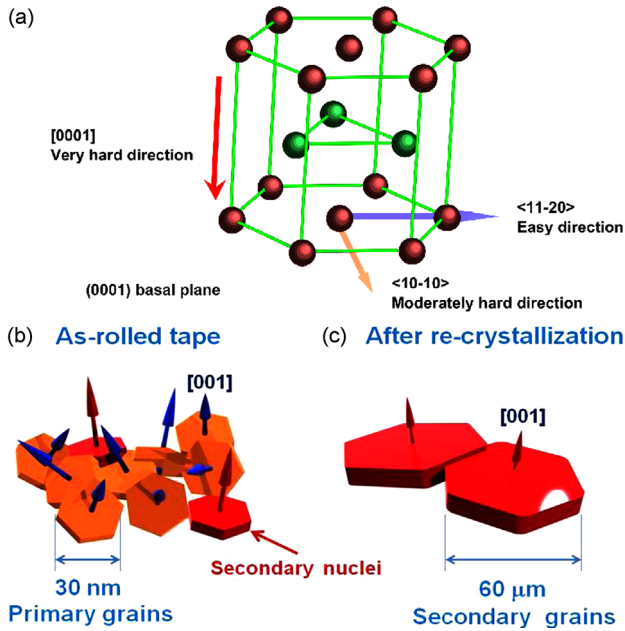 (a)
[0001]
Very hard direction
<11-20>
Easy direction
<10-10>
Moderately hard direction
(0001) basal plane
(b) As-rolled tape
(c) After re-crystallization
[001]
[001]
Secondary nuclei
30 nm
Primary grains
60 μm
Secondary grains